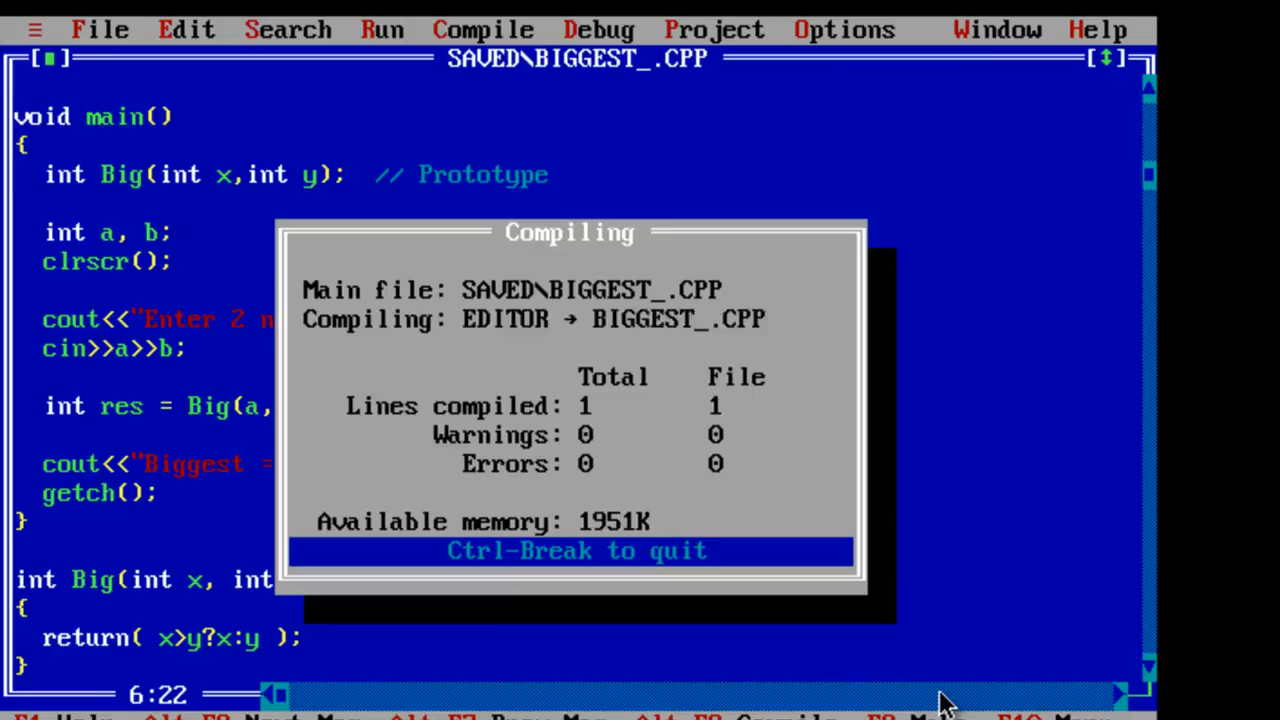 ≡ File Edit Search Run Compile Debug Project Options Window Help
[■] SAVED\BIGGEST_.CPP [↕]
void main()
{
int Big(int x,int y); // Prototype
int a, b;
clrscr();
cout<<"Enter 2 n
cin>>a>>b;
int res = Big(a,
cout<<"Biggest =
getch();
}
int Big(int x, int
{
return( x>y?x:y );
}
6:22
Compiling
Main file: SAVED\BIGGEST_.CPP
Compiling: EDITOR → BIGGEST_.CPP
Total File
Lines compiled: 1 1
Warnings: 0 0
Errors: 0 0
Available memory: 1951K
Ctrl-Break to quit